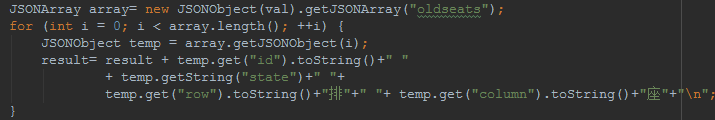 JSONArray array= new JSONObject(val).getJSONArray("oldseats");
for (int i = 0; i < array.length(); ++i) {
    JSONObject temp = array.getJSONObject(i);
    result= result + temp.get("id").toString()+" "
            + temp.getString("state")+" "+
            temp.get("row").toString()+"排"+" "+ temp.get("column").toString()+"座"+"\n";
}